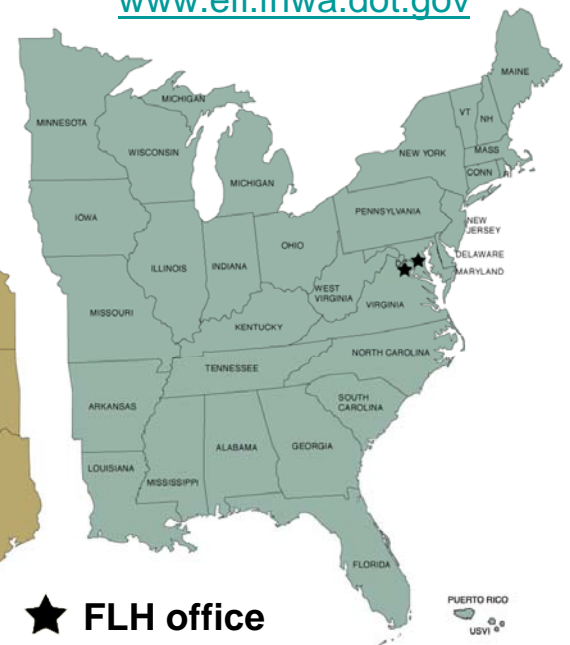 www.efl.fhwa.dot.gov
MAINE
MICHIGAN
VT
NH
MINNESOTA
WISCONSIN
MASS
NEW YORK
CONN
RI
MICHIGAN
PENNSYLVANIA
IOWA
NEW
JERSEY
OHIO
DELAWARE
ILLINOIS
INDIANA
MARYLAND
WEST
VIRGINIA
VIRGINIA
MISSOURI
KENTUCKY
NORTH CAROLINA
TENNESSEE
SOUTH
CAROLINA
ARKANSAS
ALABAMA
GEORGIA
LOUISIANA
MISSISSIPPI
FLORIDA
PUERTO RICO
FLH office
USVI